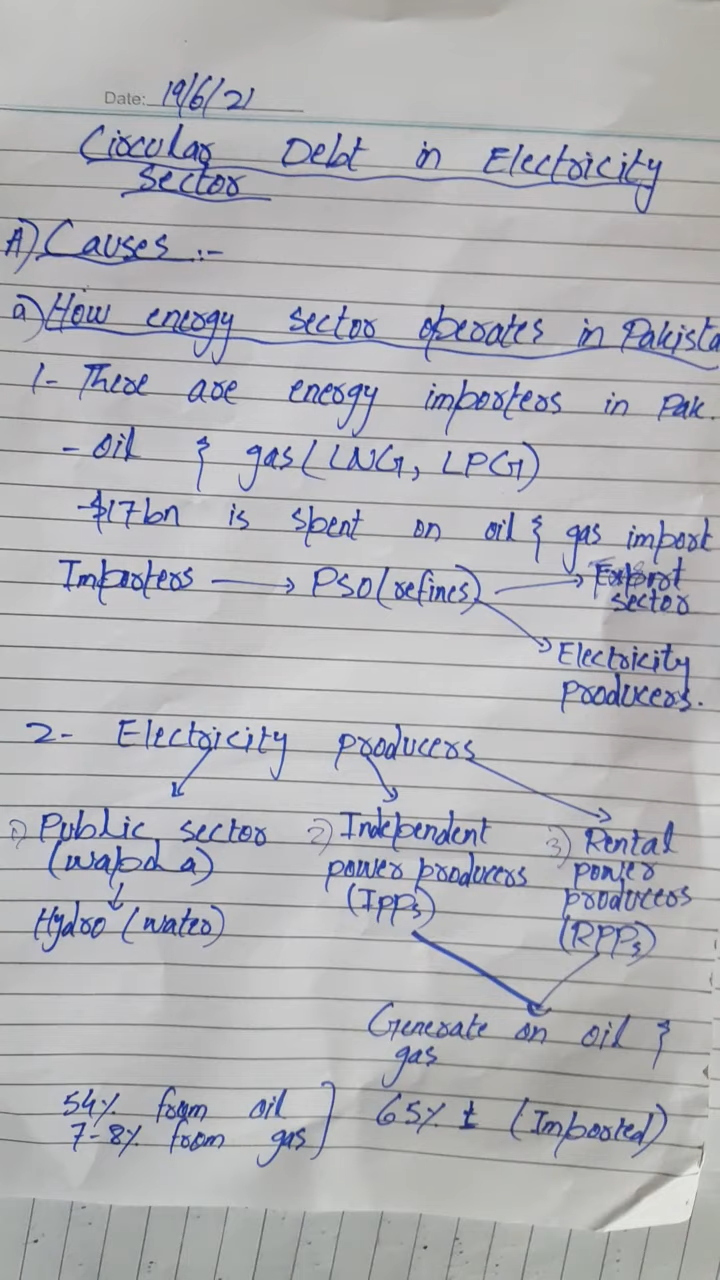 Date: 19/6/21
Circular Debt in Electricity
Sector
A) Causes :-
a) How energy sector operates in Pakista
1- There are energy importers in Pak.
- oil & gas (LNG, LPG)
- $17bn is spent on oil & gas import
Importers → PSO (refines) → Export
sector
→ Electricity
producers.
2- Electricity producers
1) Public sector (wapda)
↓
Hydro (water)
2) Independent
power producers
(IPPs)
3) Rental
power
producers
(RPPs)
Generate on oil &
gas
54% from oil
7-8% from gas
65% ± (Imported)